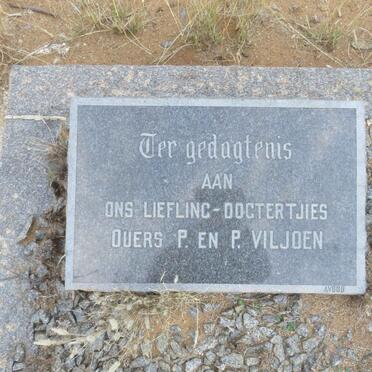 Ter gedagtenis
AAN
ONS LIEFLING-DOGTERTJIES
OUERS P. EN P. VILJOEN